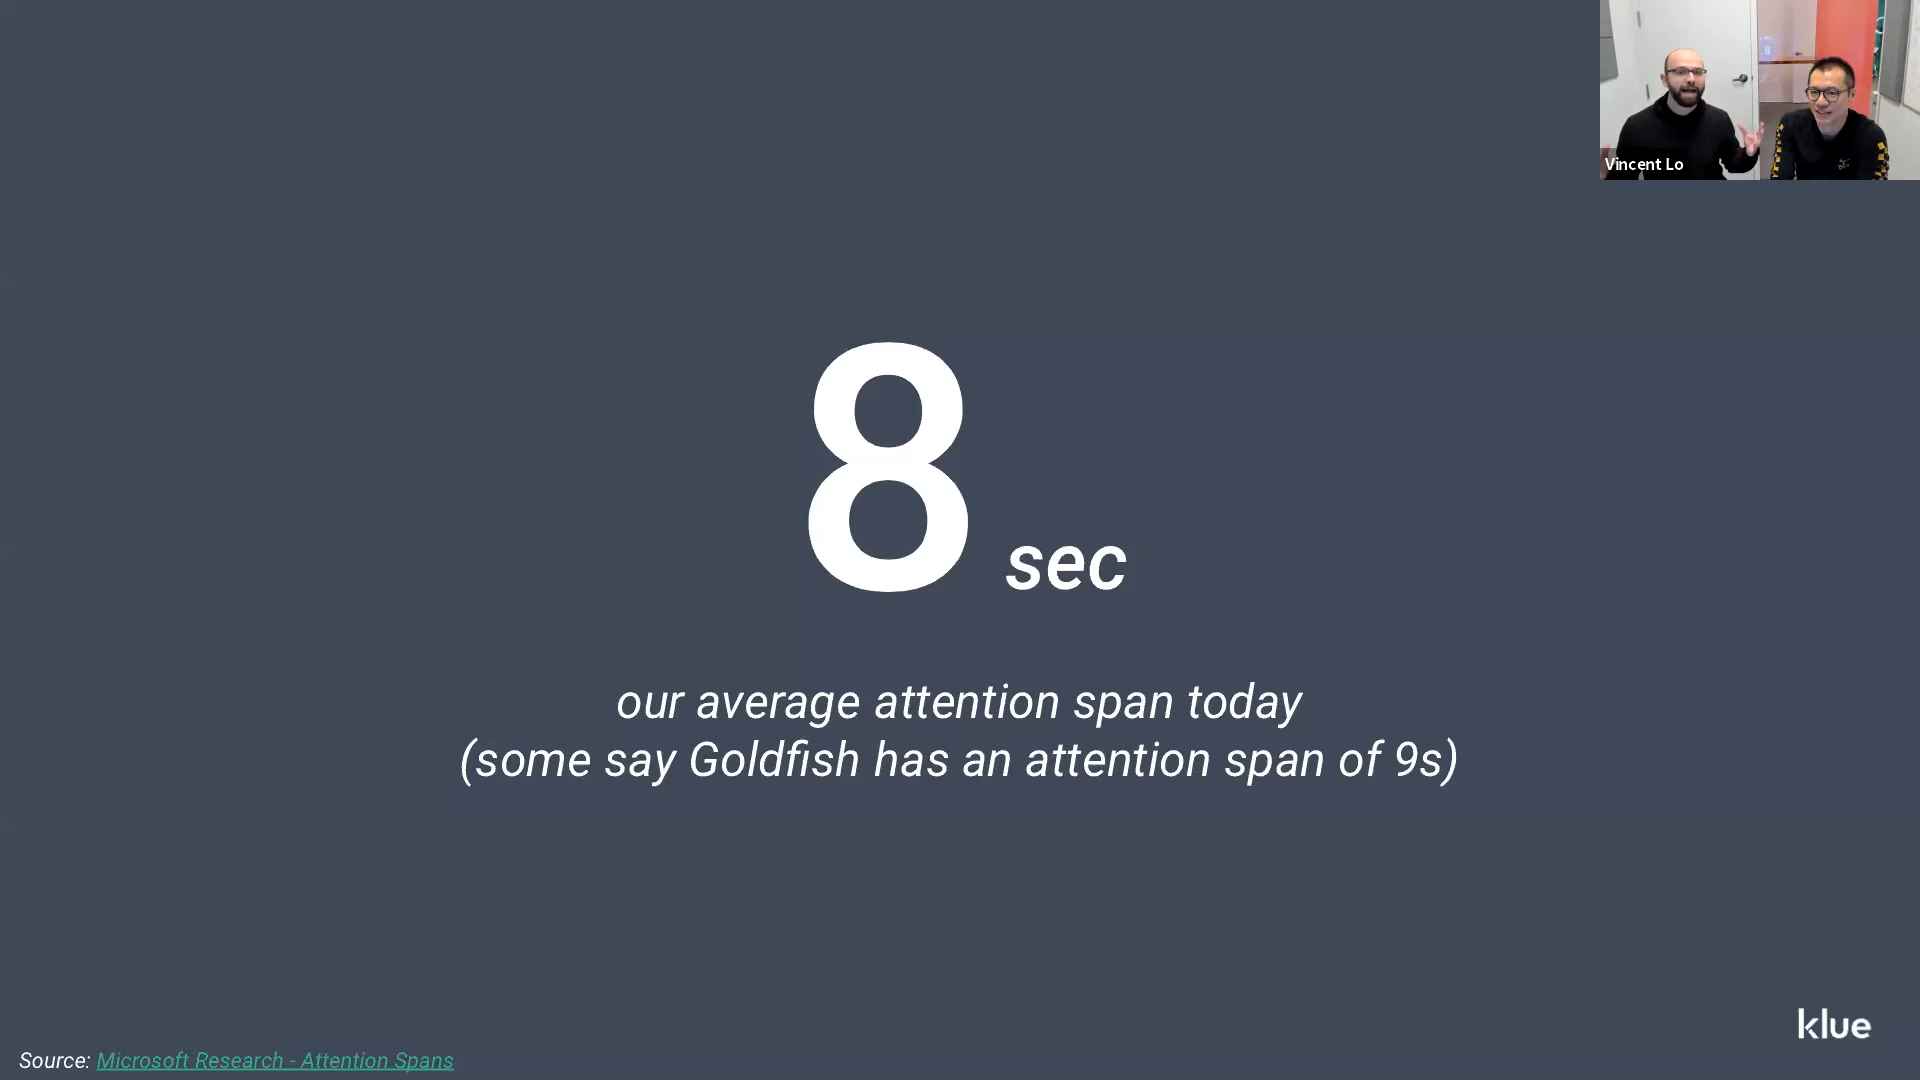 Vincent Lo
8 sec
our average attention span today
(some say Goldfish has an attention span of 9s)
klue
Source: Microsoft Research - Attention Spans